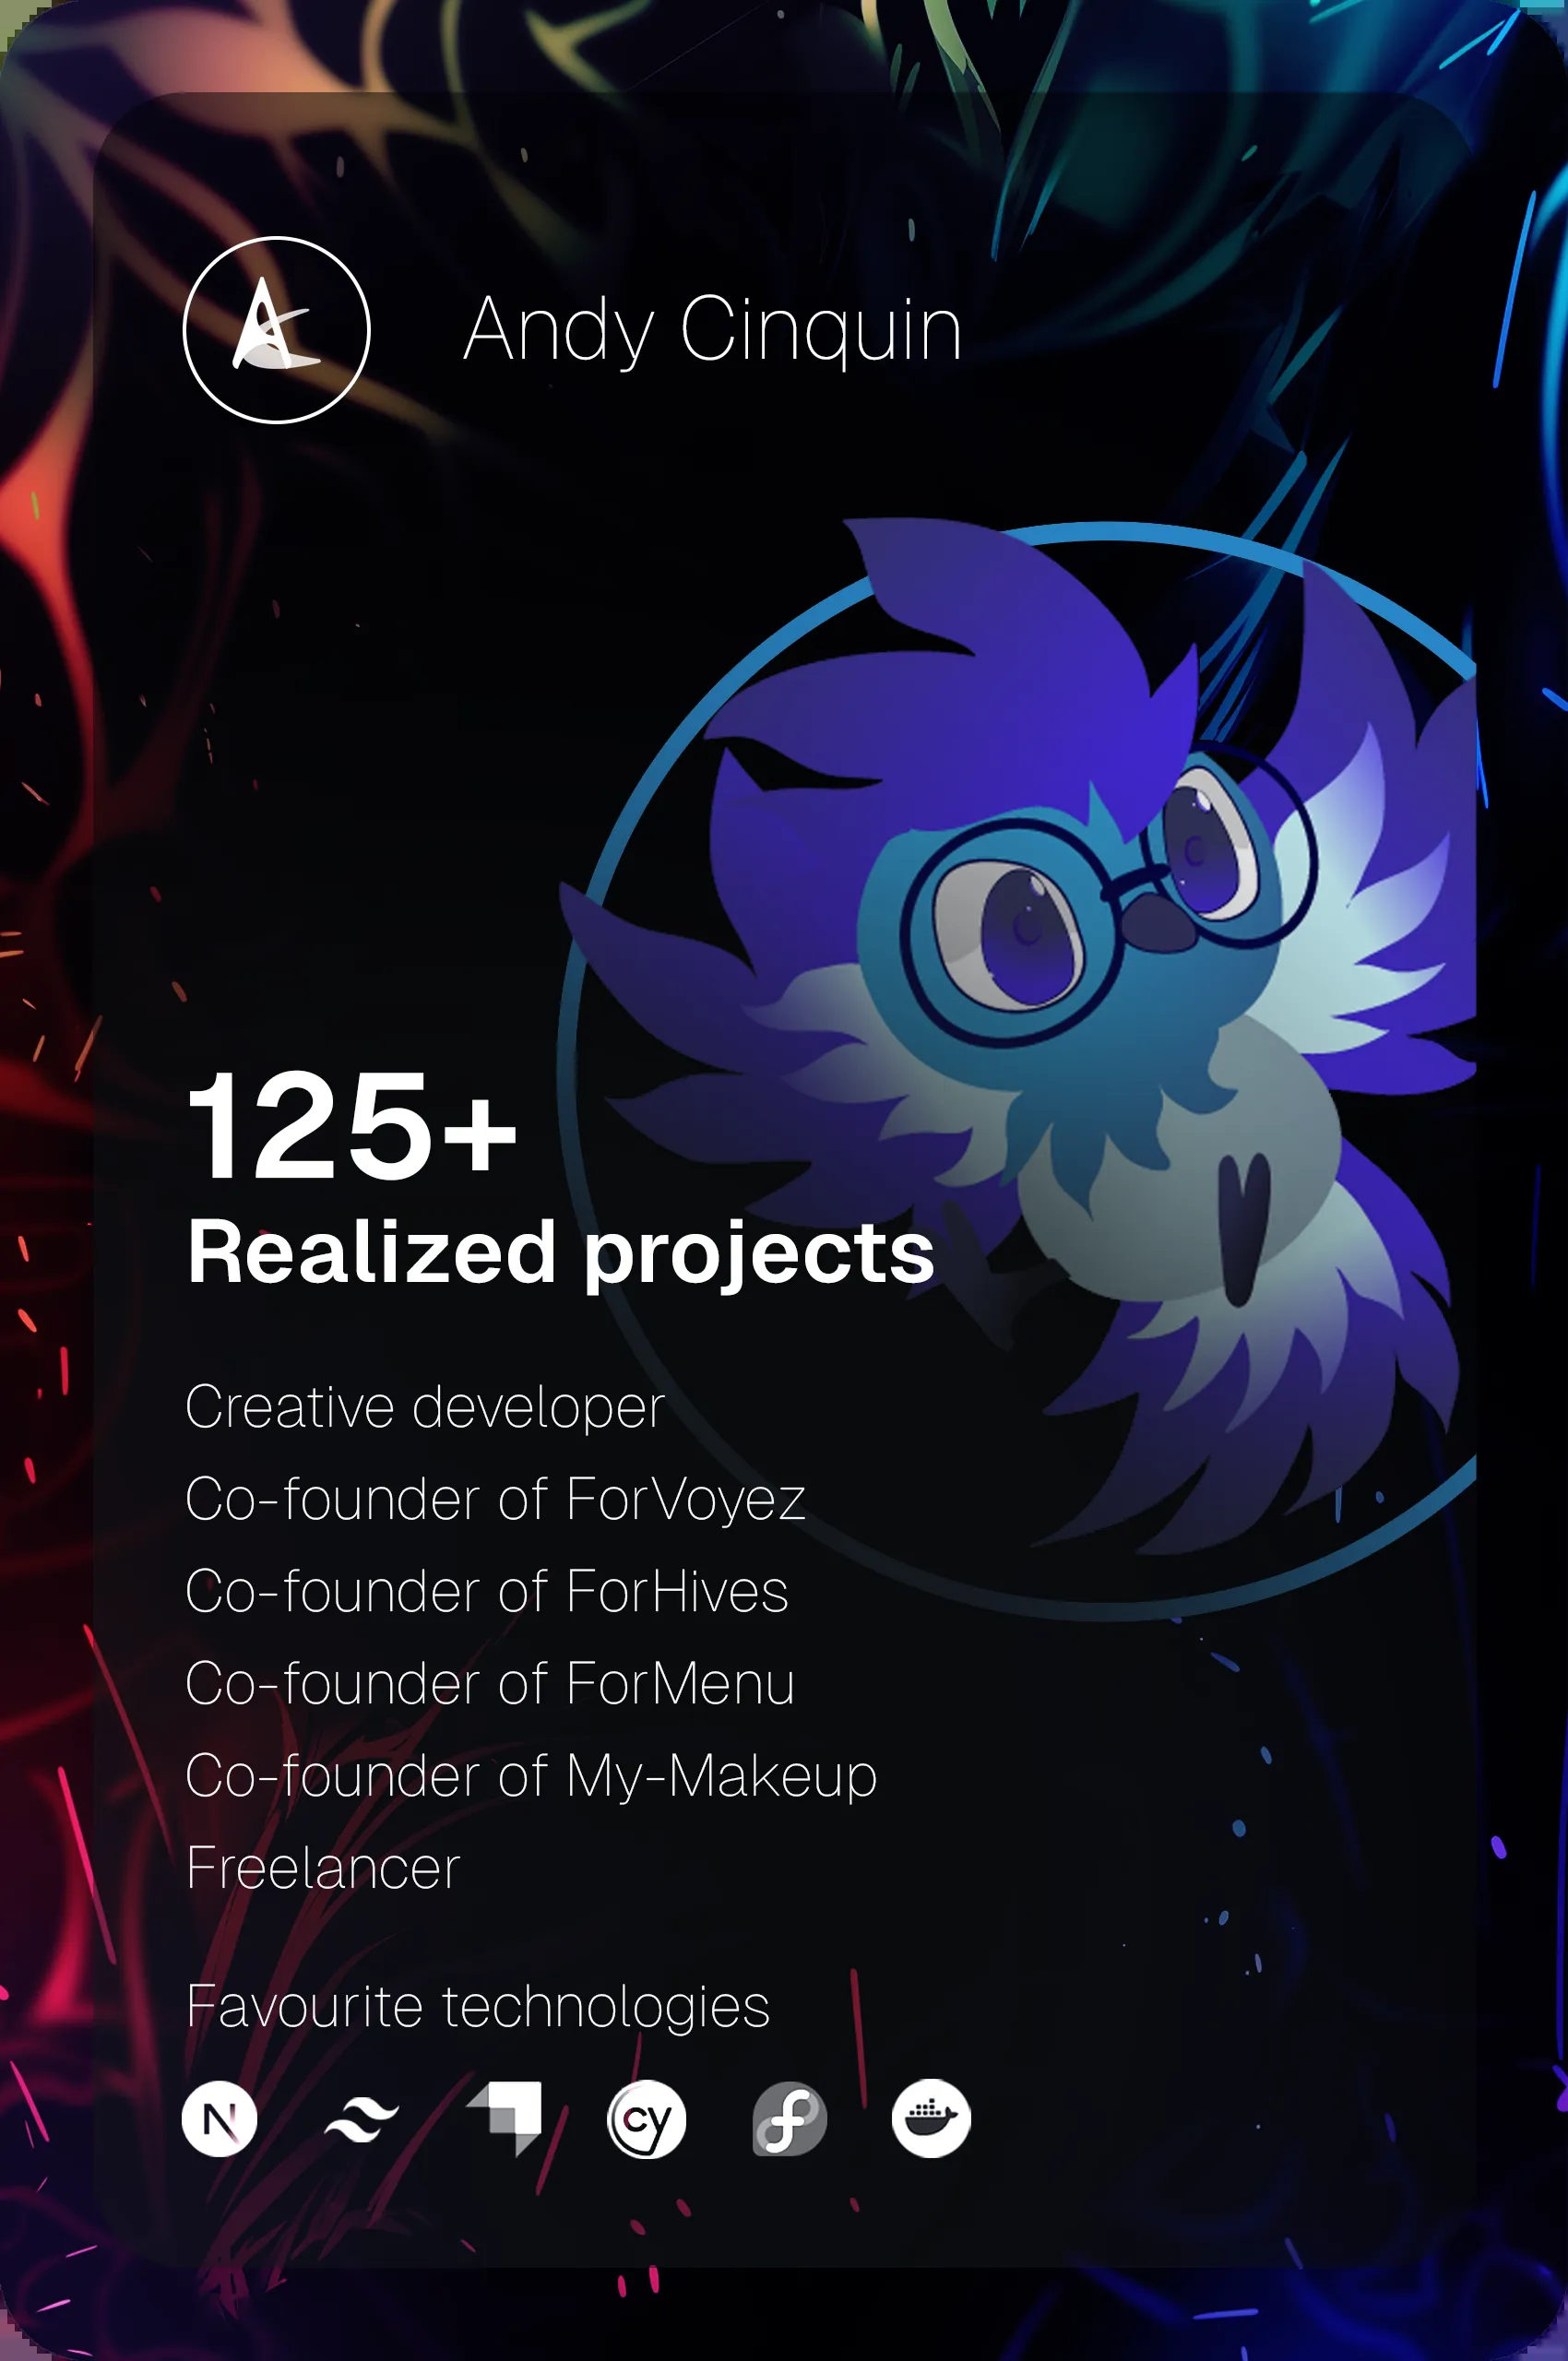 Andy Cinquin
125+
Realized projects
Creative developer
Co-founder of ForVoyez
Co-founder of ForHives
Co-founder of ForMenu
Co-founder of My-Makeup
Freelancer
Favourite technologies
N
cy